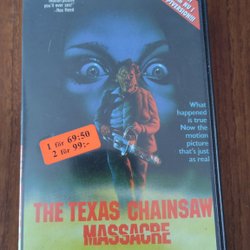 you'll ever see!"
-Rex Reed
NU I
1 för 69:50
2 för 99:-
What
happened
is true
Now the
motion
picture
that's just
as real
THE TEXAS CHAINSAW
MASSACRE